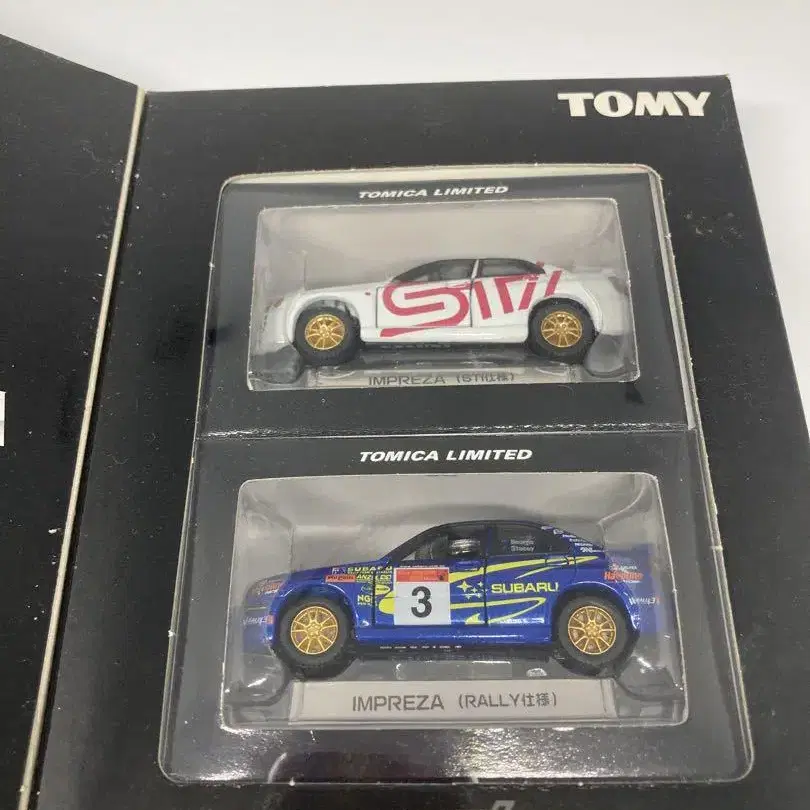 TOMY
TOMICA LIMITED
STi
IMPREZA (STi仕様)
TOMICA LIMITED
SUBARU
3
SUBARU
IMPREZA (RALLY仕様)